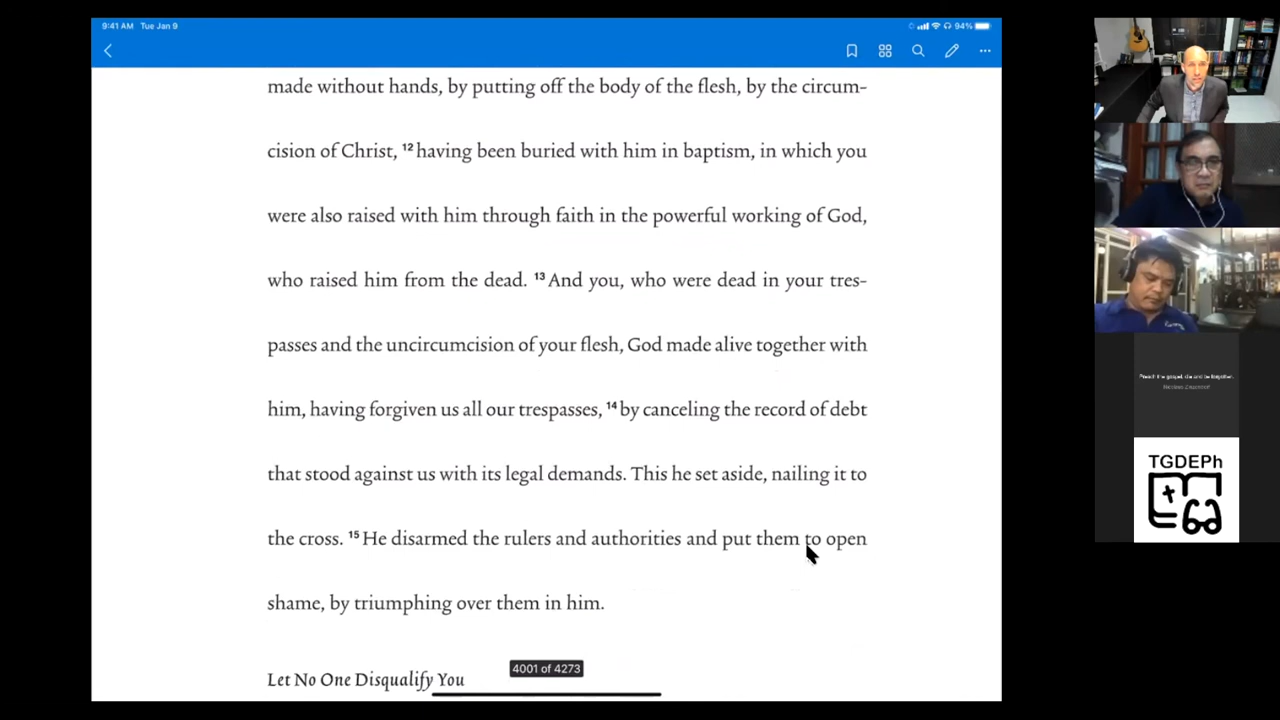 9:41 AM Tue Jan 9
94%
made without hands, by putting off the body of the flesh, by the circum-
cision of Christ, 12 having been buried with him in baptism, in which you
were also raised with him through faith in the powerful working of God,
who raised him from the dead. 13 And you, who were dead in your tres-
passes and the uncircumcision of your flesh, God made alive together with
him, having forgiven us all our trespasses, 14 by canceling the record of debt
that stood against us with its legal demands. This he set aside, nailing it to
the cross. 15 He disarmed the rulers and authorities and put them to open
shame, by triumphing over them in him.
Let No One Disqualify You
4001 of 4273
Preach the gospel, die and be forgotten.
TGDEPh